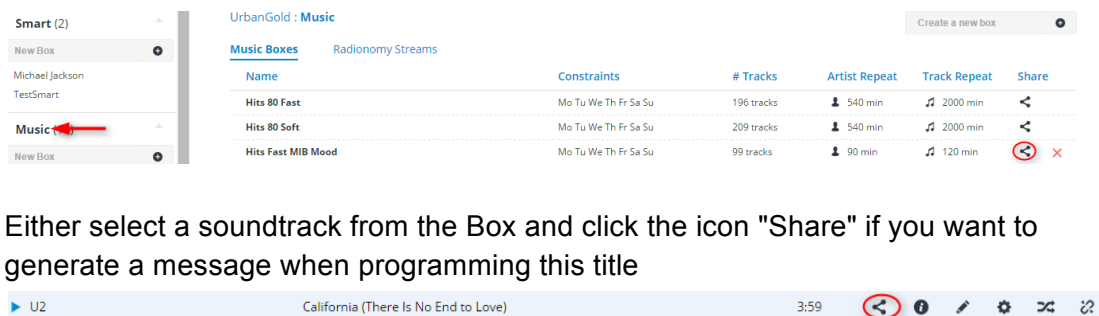 Smart (2)
New Box
Michael Jackson
TestSmart
Music
New Box
UrbanGold : Music
Create a new box
Music Boxes Radionomy Streams
Name Constraints # Tracks Artist Repeat Track Repeat Share
Hits 80 Fast Mo Tu We Th Fr Sa Su 196 tracks 540 min 2000 min
Hits 80 Soft Mo Tu We Th Fr Sa Su 209 tracks 540 min 2000 min
Hits Fast MIB Mood Mo Tu We Th Fr Sa Su 99 tracks 90 min 120 min
Either select a soundtrack from the Box and click the icon "Share" if you want to
generate a message when programming this title
U2 California (There Is No End to Love) 3:59